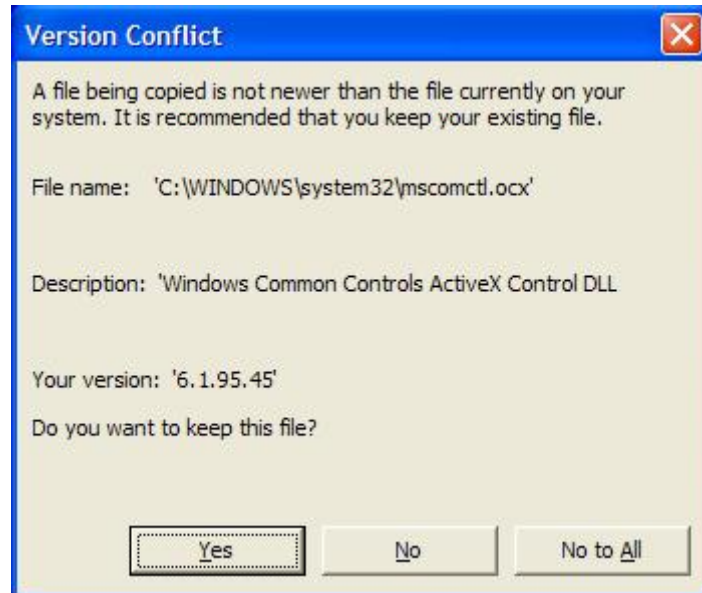 Version Conflict
A file being copied is not newer than the file currently on your
system. It is recommended that you keep your existing file.
File name: 'C:\WINDOWS\system32\mscomctl.ocx'
Description: 'Windows Common Controls ActiveX Control DLL
Your version: '6.1.95.45'
Do you want to keep this file?
Yes No No to All